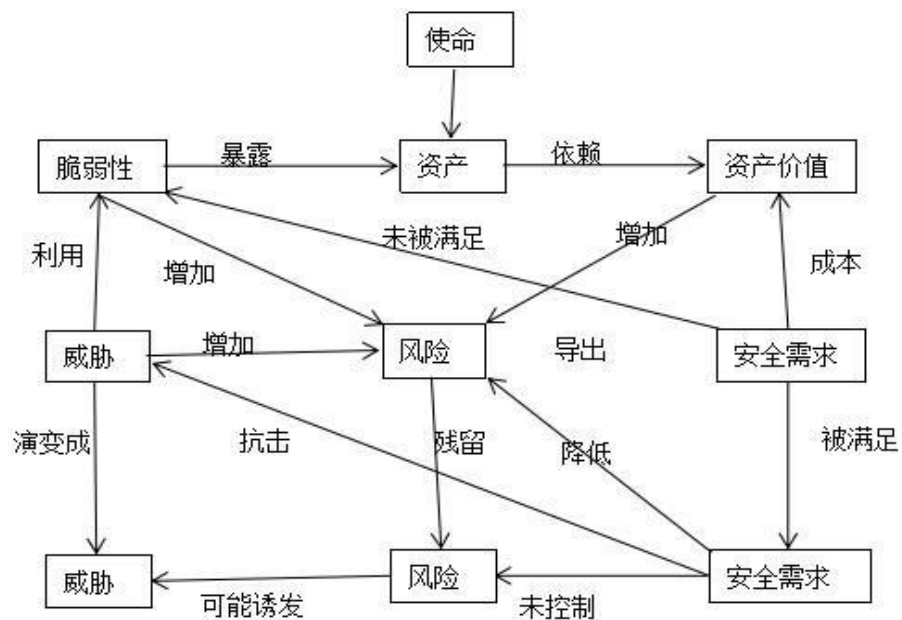 使命
脆弱性
暴露
资产
依赖
资产价值
利用
增加
未被满足
增加
成本
威胁
增加
风险
导出
安全需求
演变成
抗击
残留
降低
被满足
威胁
可能诱发
风险
未控制
安全需求